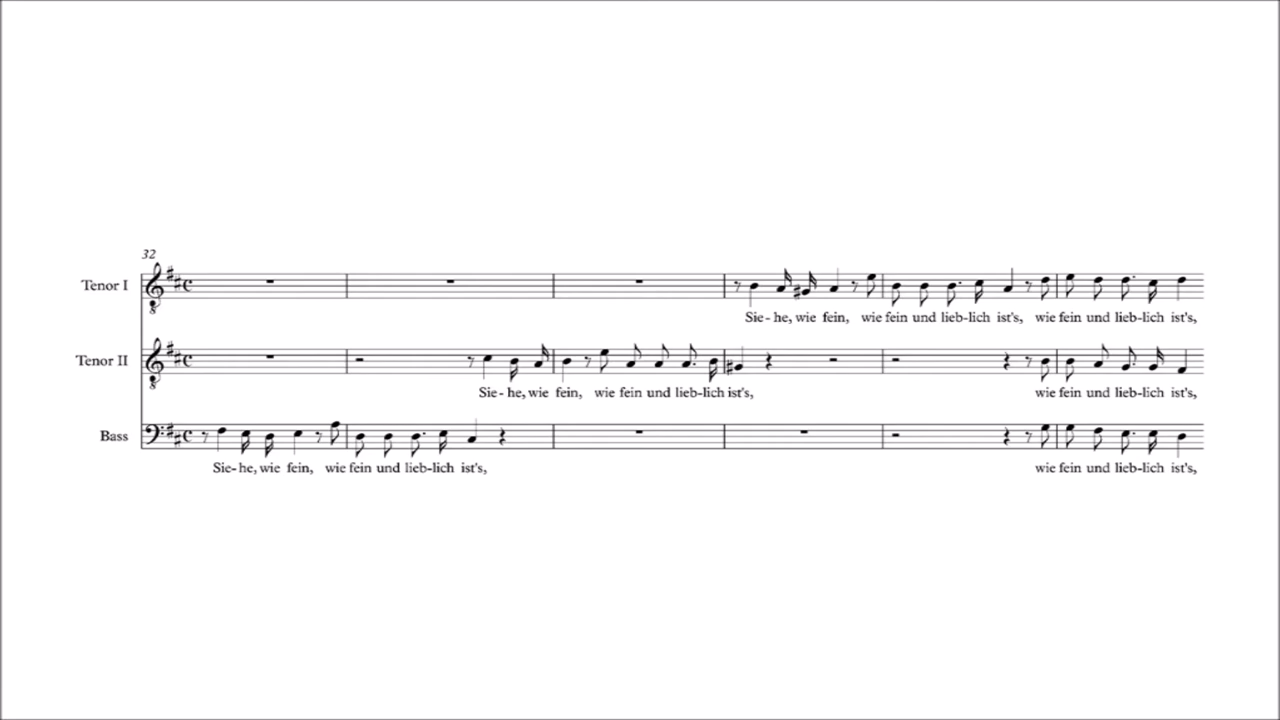 32
Tenor I
Sie-he, wie fein, wie fein und lieb-lich ist's, wie fein und lieb-lich ist's,
Tenor II
Sie-he, wie fein, wie fein und lieb-lich ist's, wie fein und lieb-lich ist's,
Bass
Sie-he, wie fein, wie fein und lieb-lich ist's, wie fein und lieb-lich ist's,